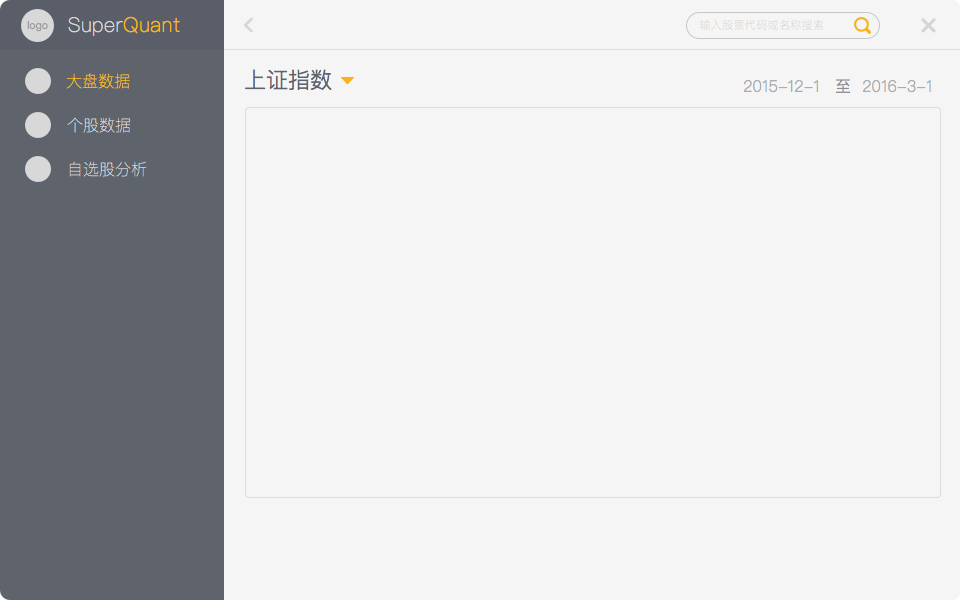 logo
SuperQuant
输入股票代码或名称搜索
大盘数据
个股数据
自选股分析
上证指数
2015-12-1 至 2016-3-1